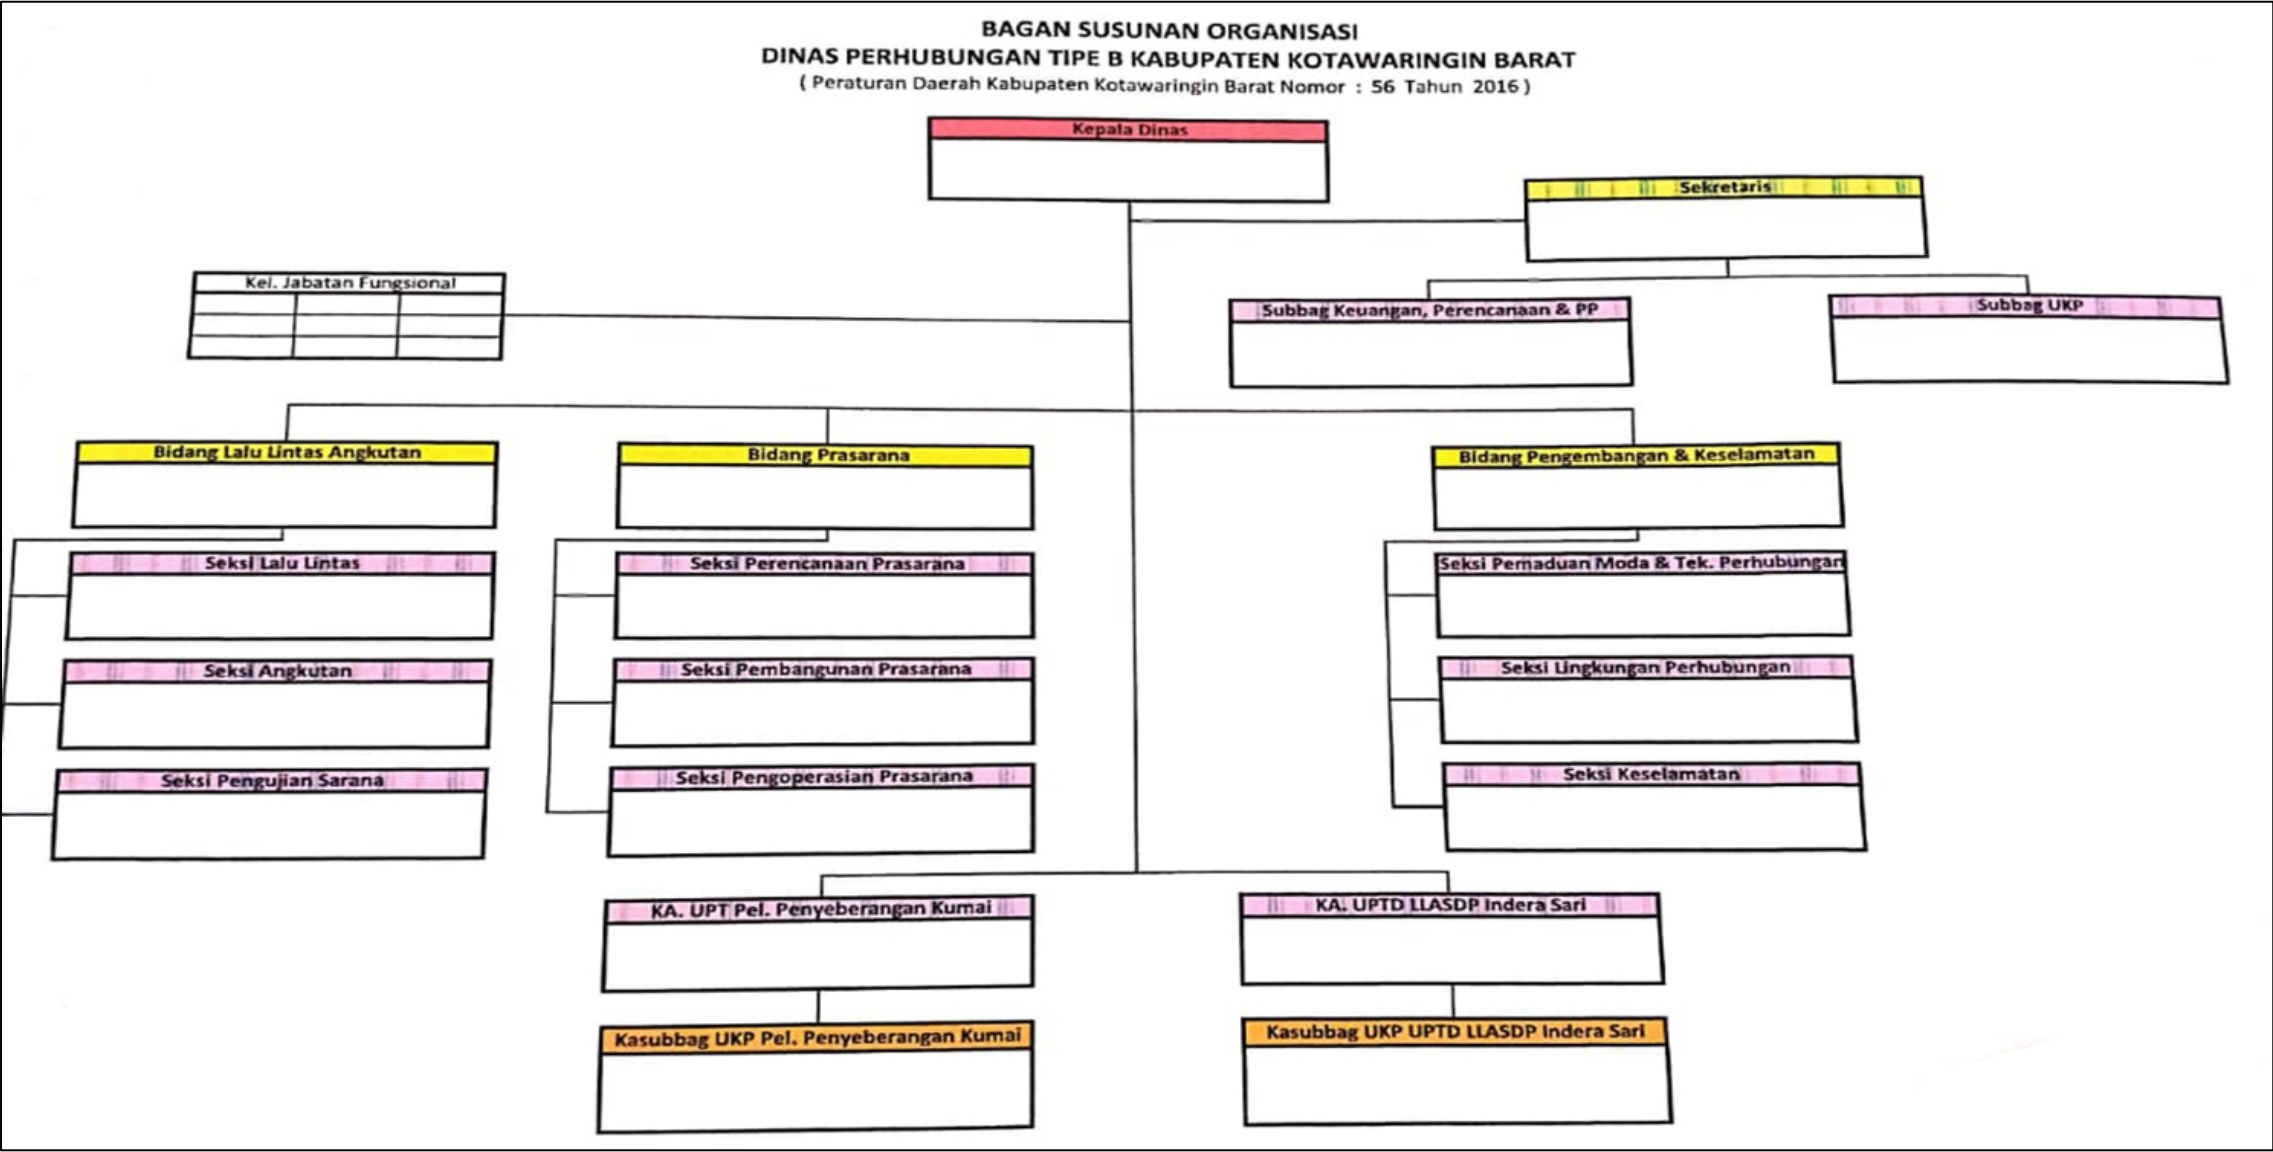 BAGAN SUSUNAN ORGANISASI
DINAS PERHUBUNGAN TIPE B KABUPATEN KOTAWARINGIN BARAT
( Peraturan Daerah Kabupaten Kotawaringin Barat Nomor : 56 Tahun 2016 )
Kepala Dinas
Sekretaris
Kel. Jabatan Fungsional
Subbag Keuangan, Perencanaan & PP
Subbag UKP
Bidang Lalu Lintas Angkutan
Bidang Prasarana
Bidang Pengembangan & Keselamatan
Seksi Lalu Lintas
Seksi Perencanaan Prasarana
Seksi Pemaduan Moda & Tek. Perhubungan
Seksi Angkutan
Seksi Pembangunan Prasarana
Seksi Lingkungan Perhubungan
Seksi Pengujian Sarana
Seksi Pengoperasian Prasarana
Seksi Keselamatan
KA. UPT Pel. Penyeberangan Kumai
KA. UPTD LLASDP Indera Sari
Kasubbag UKP Pel. Penyeberangan Kumai
Kasubbag UKP UPTD LLASDP Indera Sari